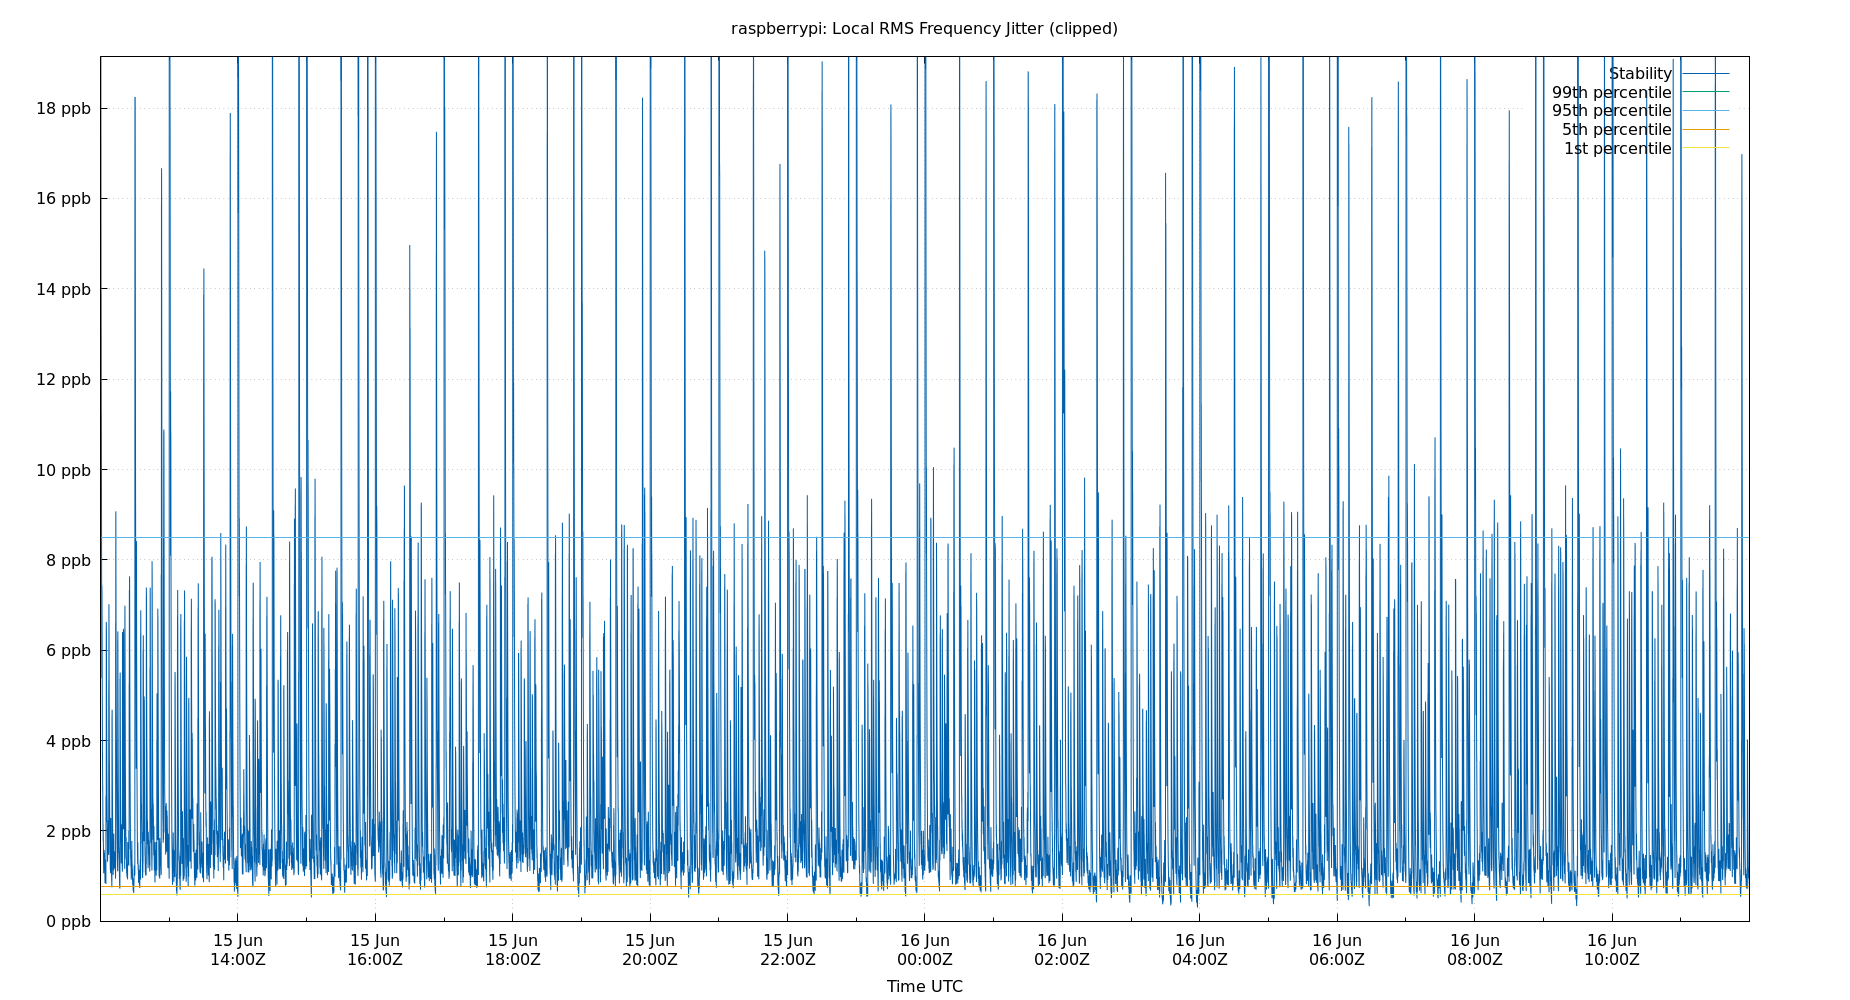 raspberrypi: Local RMS Frequency Jitter (clipped)
Stability
99th percentile
95th percentile
5th percentile
1st percentile
18 ppb
16 ppb
14 ppb
12 ppb
10 ppb
8 ppb
6 ppb
4 ppb
2 ppb
0 ppb
15 Jun 15 Jun 15 Jun 15 Jun 15 Jun 16 Jun 16 Jun 16 Jun 16 Jun 16 Jun 16 Jun
14:00Z 16:00Z 18:00Z 20:00Z 22:00Z 00:00Z 02:00Z 04:00Z 06:00Z 08:00Z 10:00Z
Time UTC